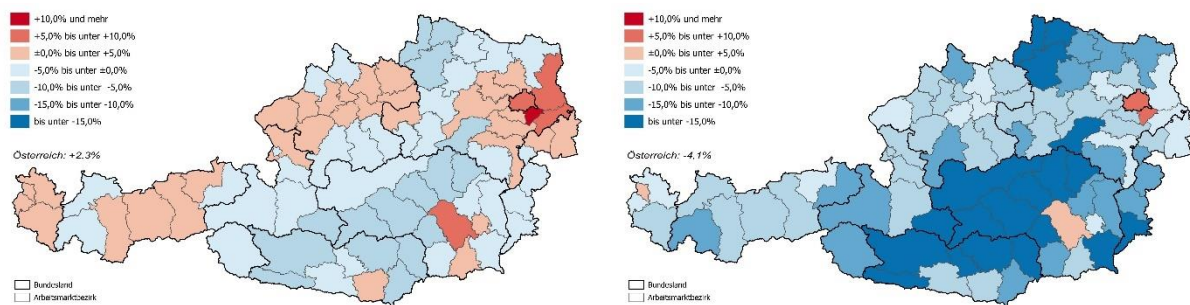 +10,0% und mehr
+5,0% bis unter +10,0%
±0,0% bis unter +5,0%
-5,0% bis unter ±0,0%
-10,0% bis unter -5,0%
-15,0% bis unter -10,0%
bis unter -15,0%
Österreich: +2.3%
Bundesland
Arbeitsmarktbezirk
+10,0% und mehr
+5,0% bis unter +10,0%
±0,0% bis unter +5,0%
-5,0% bis unter ±0,0%
-10,0% bis unter -5,0%
-15,0% bis unter -10,0%
bis unter -15,0%
Österreich: -4,1%
Bundesland
Arbeitsmarktbezirk